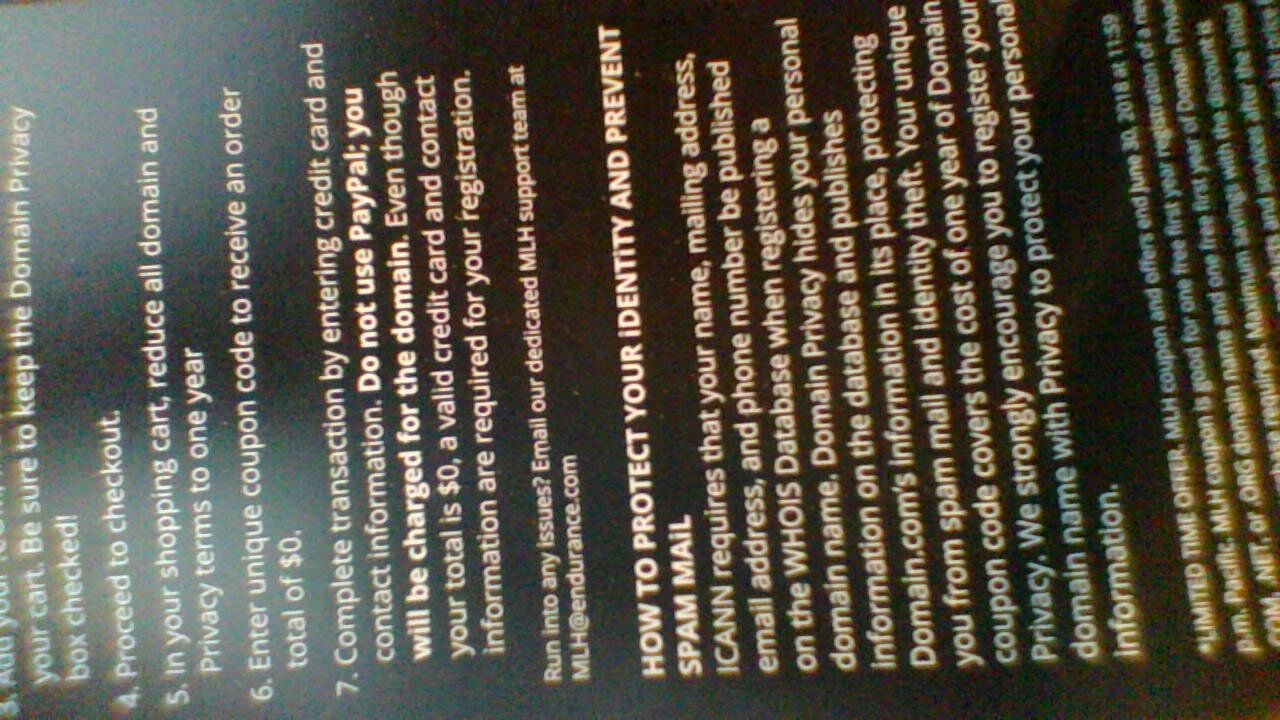 3. Add your
your cart. Be sure to keep the Domain Privacy
box checked!
4. Proceed to checkout.
5. In your shopping cart, reduce all domain and
Privacy terms to one year
6. Enter unique coupon code to receive an order
total of $0.
7. Complete transaction by entering credit card and
contact information. Do not use PayPal; you
will be charged for the domain. Even though
your total is $0, a valid credit card and contact
information are required for your registration.
Run into any issues? Email our dedicated MLH support team at
MLH@endurance.com
HOW TO PROTECT YOUR IDENTITY AND PREVENT
SPAM MAIL
ICANN requires that your name, mailing address,
email address, and phone number be published
on the WHOIS Database when registering a
domain name. Domain Privacy hides your personal
information on the database and publishes
Domain.com's information in its place, protecting
you from spam mail and identity theft. Your unique
coupon code covers the cost of one year of Domain
Privacy. We strongly encourage you to register your
domain name with Privacy to protect your personal
information.
*LIMITED TIME OFFER. MLH coupon and offers end June 30, 2018 at 11:59
p.m. Pacific. MLH coupon is good for one free first year registration of a new
.COM, .NET, or .ORG domain name and one free first year of Domain
required. Maximum savings with the discount is
and services after the initial